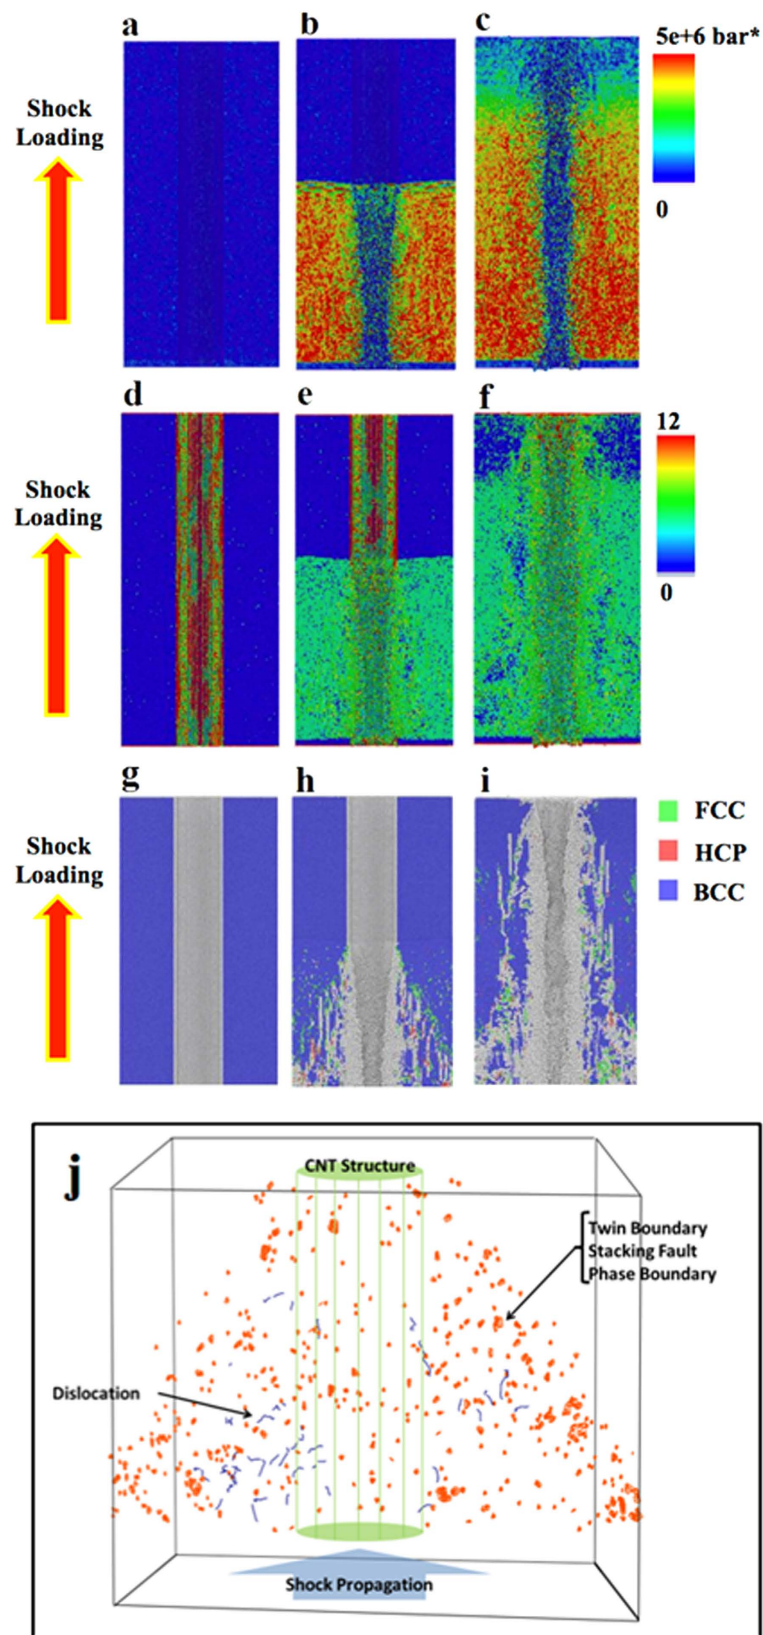 a
b
c
5e+6 bar*
Shock
Loading
0
d
e
f
12
Shock
Loading
0
g
h
i
FCC
Shock
Loading
HCP
BCC
j
CNT Structure
Twin Boundary
Stacking Fault
Phase Boundary
Dislocation
Shock Propagation